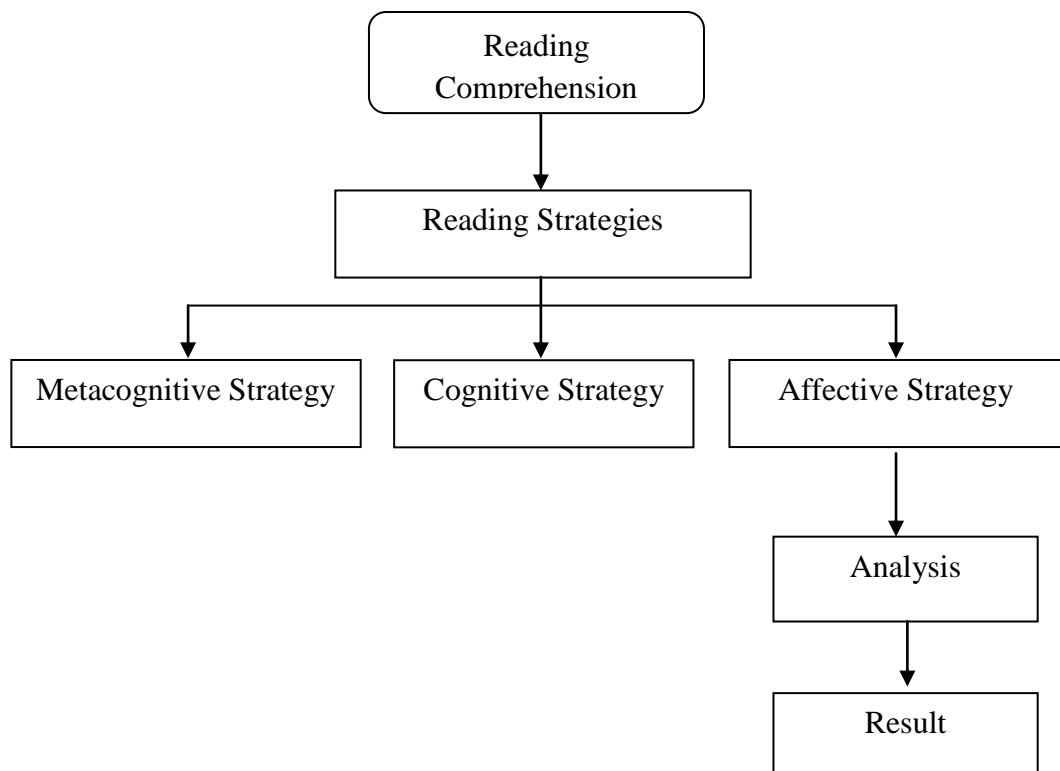 Reading
Comprehension
Reading Strategies
Metacognitive Strategy
Cognitive Strategy
Affective Strategy
Analysis
Result